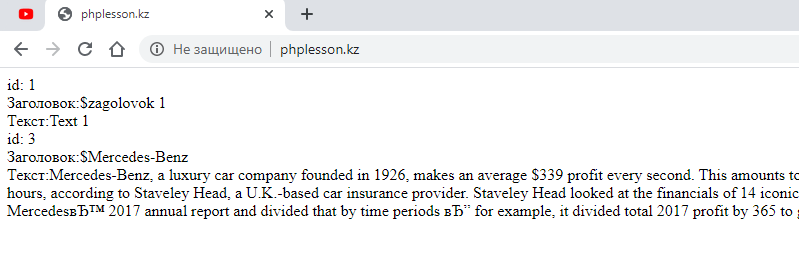 phplesson.kz
Не защищено phplesson.kz
id: 1
Заголовок:$zagolovok 1
Текст:Text 1
id: 3
Заголовок:$Mercedes-Benz
Текст:Mercedes-Benz, a luxury car company founded in 1926, makes an average $339 profit every second. This amounts to
hours, according to Staveley Head, a U.K.-based car insurance provider. Staveley Head looked at the financials of 14 iconic
MercedesвЂ™ 2017 annual report and divided that by time periods вЂ” for example, it divided total 2017 profit by 365 to